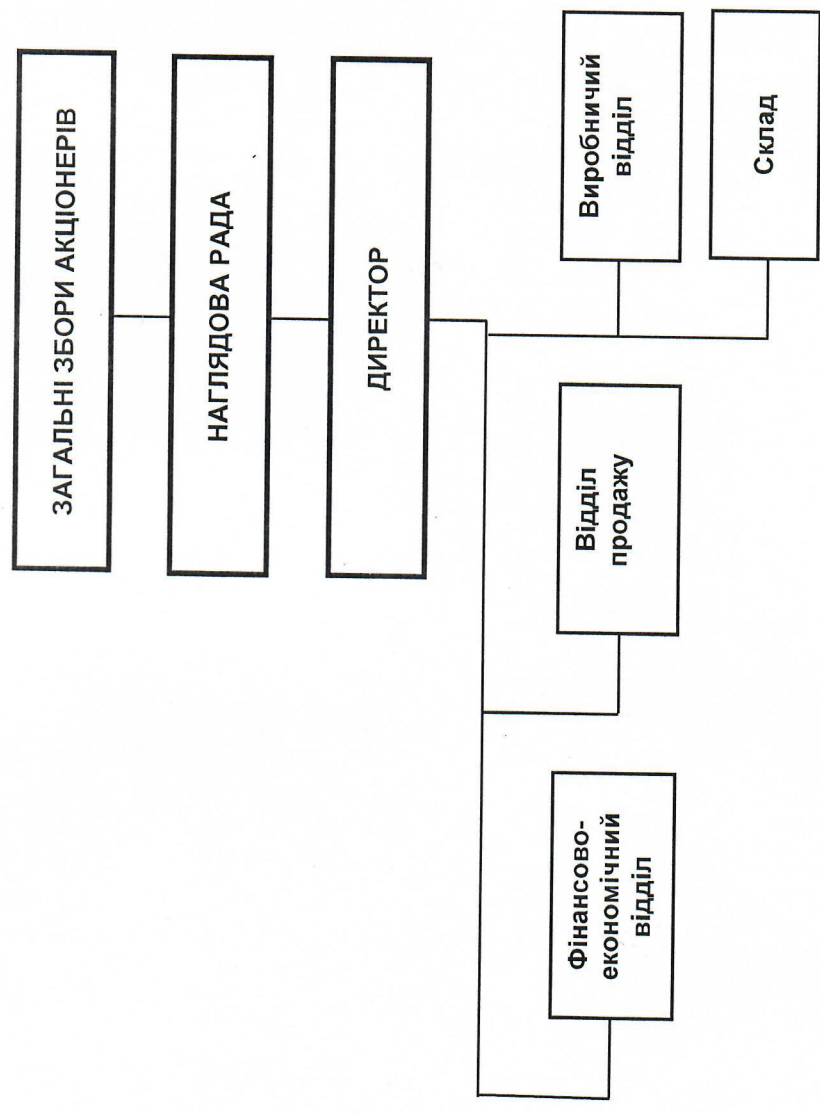 ЗАГАЛЬНІ ЗБОРИ АКЦІОНЕРІВ
НАГЛЯДОВА РАДА
ДИРЕКТОР
Фінансово-
економічний
відділ
Відділ
продажу
Виробничий
відділ
Склад